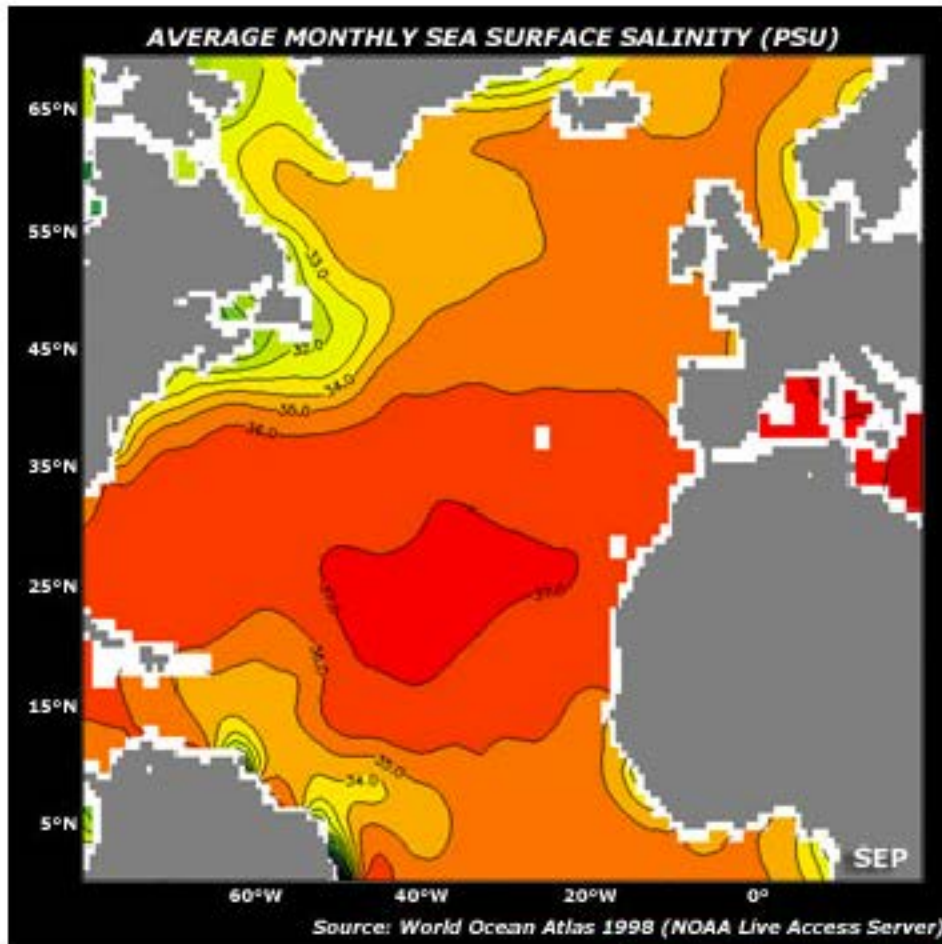 AVERAGE MONTHLY SEA SURFACE SALINITY (PSU)
65°N
55°N
33.0
45°N
32.0
34.0
35.0
36.0
35°N
25°N
37.0
37.0
36.0
15°N
35.0
34.0
5°N
SEP
60°W 40°W 20°W 0°
Source: World Ocean Atlas 1998 (NOAA Live Access Server)